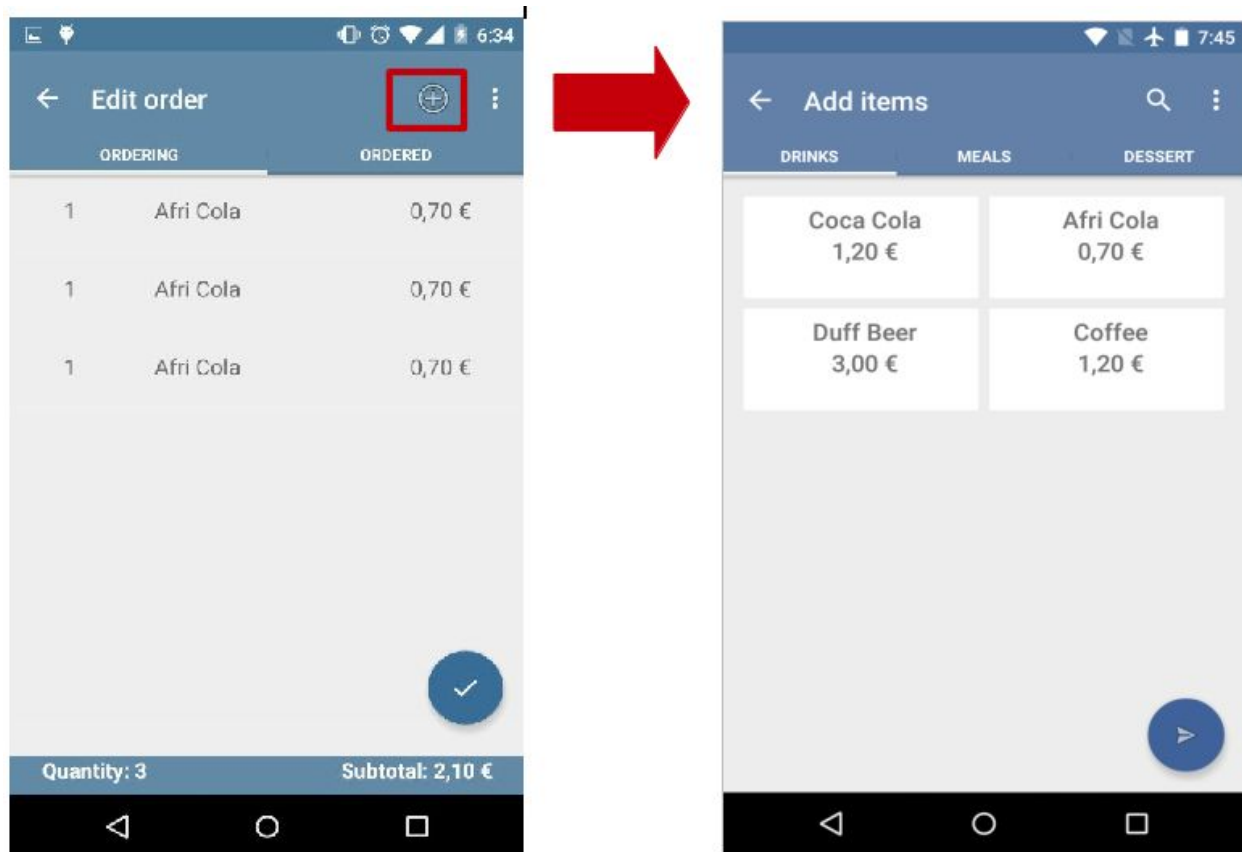 6:34
Edit order
ORDERING ORDERED
1 Afri Cola 0,70 €
1 Afri Cola 0,70 €
1 Afri Cola 0,70 €
Quantity: 3 Subtotal: 2,10 €
7:45
Add items
DRINKS MEALS DESSERT
Coca Cola Afri Cola
1,20 € 0,70 €
Duff Beer Coffee
3,00 € 1,20 €